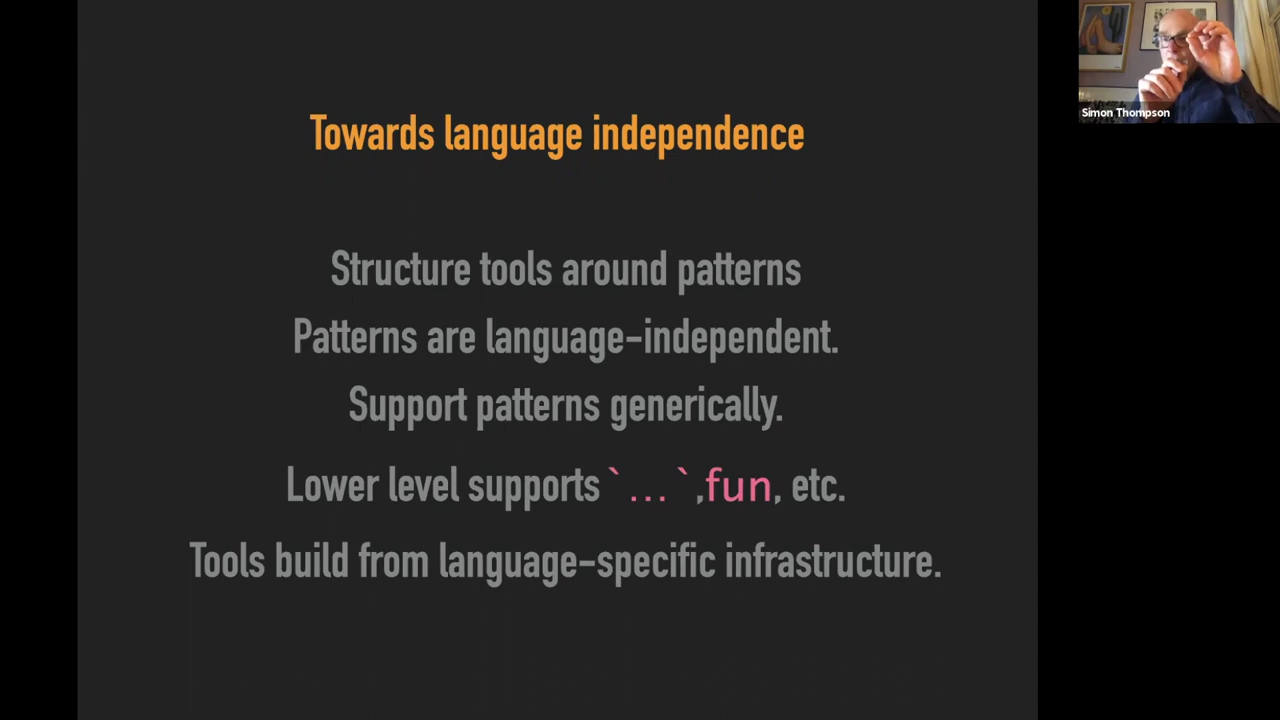 Towards language independence
Structure tools around patterns
Patterns are language-independent.
Support patterns generically.
Lower level supports `...`,fun, etc.
Tools build from language-specific infrastructure.
Simon Thompson